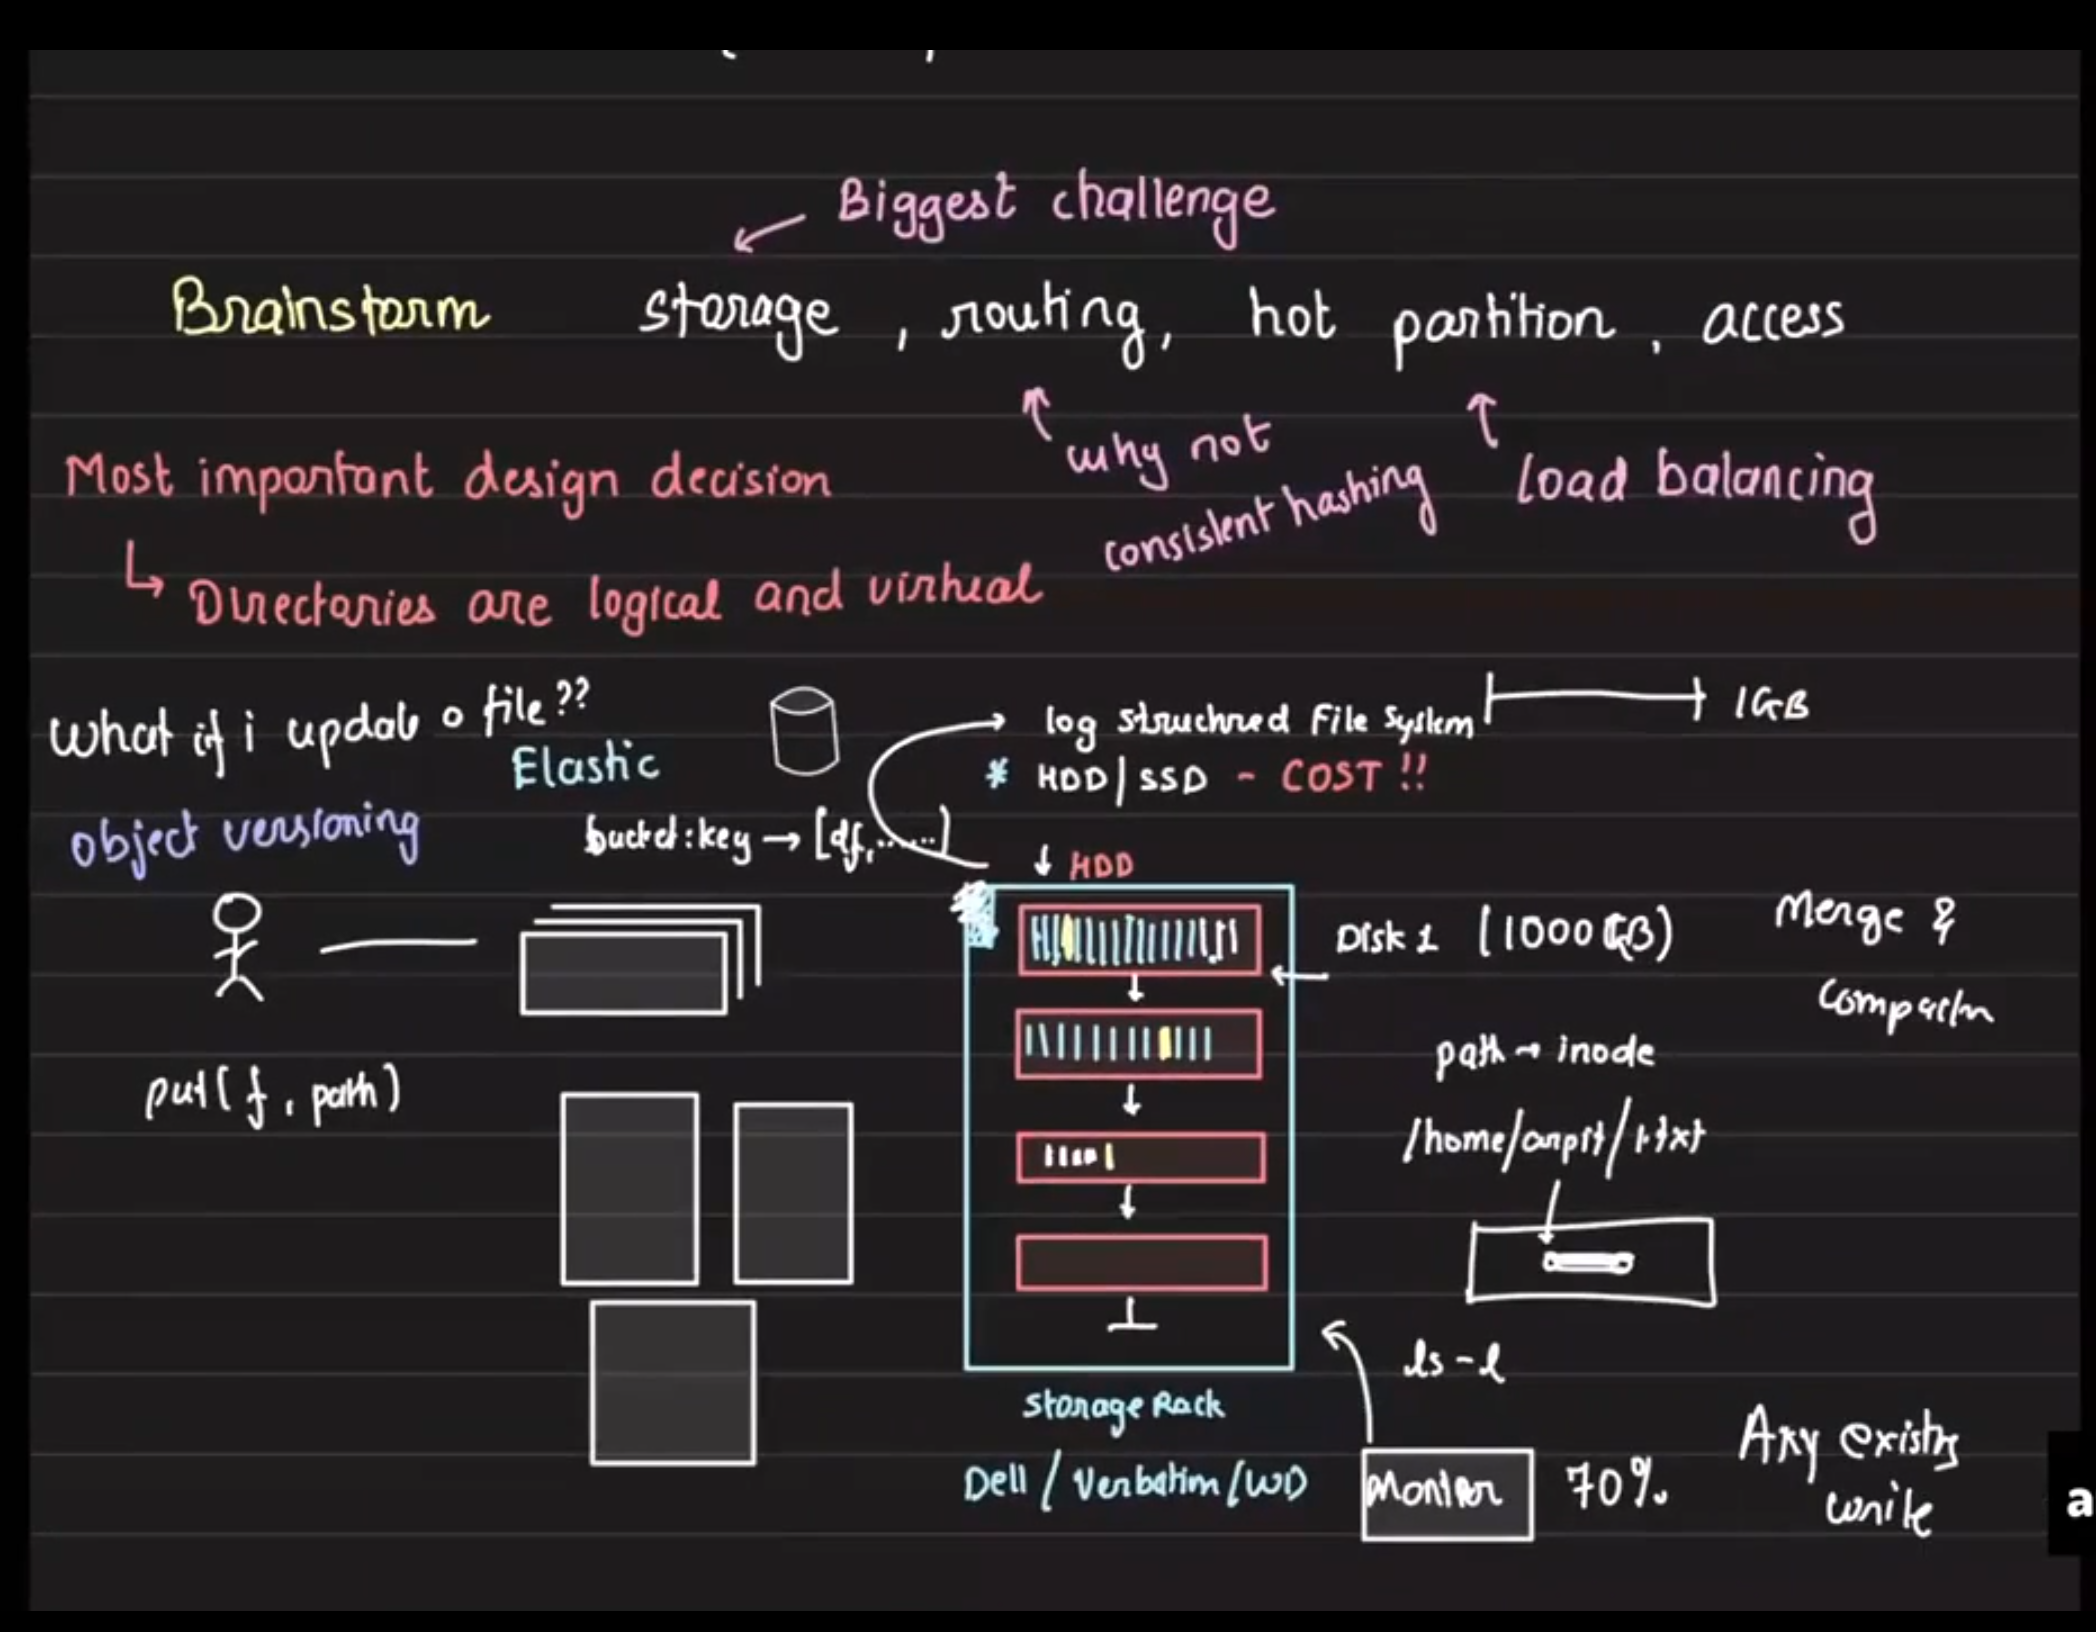 Biggest challenge
Brainstorm storage, routing, hot partition, access
why not
consistent hashing
Load balancing
Most important design decision
Directories are logical and virtual
What if i update a file??
Elastic
log structured File System
1GB
* HDD/SSD - COST!!
object versioning
bucket:key → [df,.....]
↓ HDD
Disk 1 (1000 GB)
Merge &
put(f, path)
path → inode
/home/arpit/1.txt
ls -l
Storage Rack
Dell / Verbatim / WD
Monitor
70%
Any
write
a